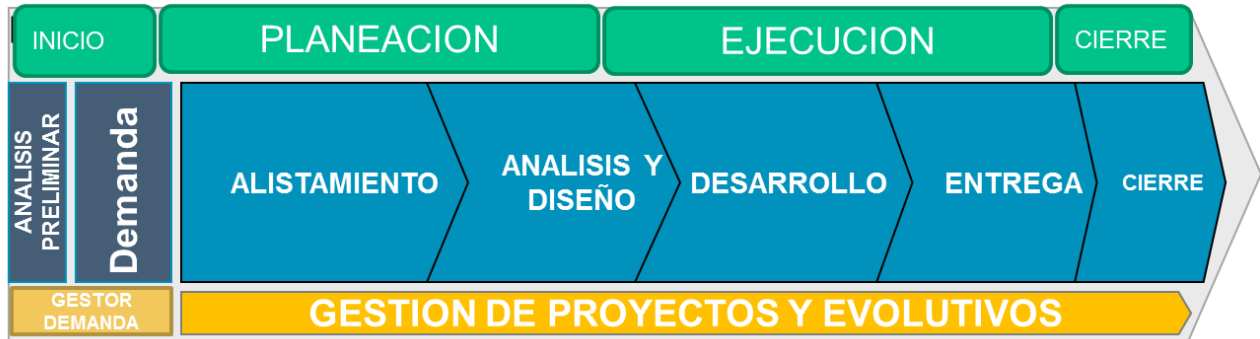 INICIO
PLANEACION
EJECUCION
CIERRE
ANALISIS
PRELIMINAR
Demanda
ALISTAMIENTO
ANALISIS Y
DISEÑO
DESARROLLO
ENTREGA
CIERRE
GESTOR
DEMANDA
GESTION DE PROYECTOS Y EVOLUTIVOS